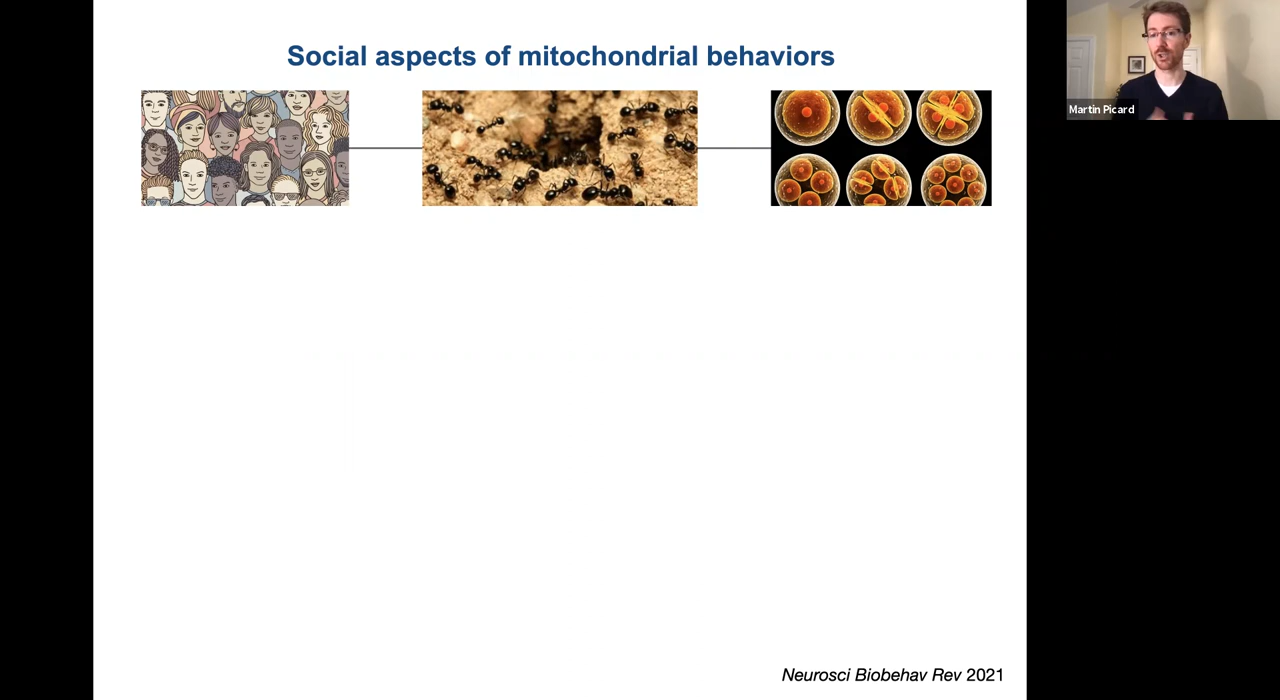 Social aspects of mitochondrial behaviors
Martin Picard
Neurosci Biobehav Rev 2021